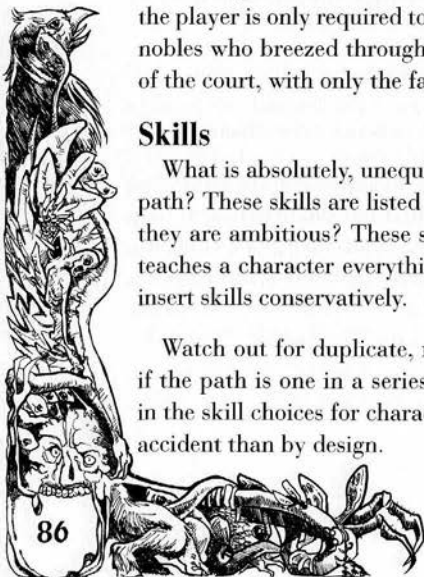 the player is only required to
nobles who breezed through
of the court, with only the fa
Skills
What is absolutely, unequ
path? These skills are listed
they are ambitious? These s
teaches a character everythi
insert skills conservatively.
Watch out for duplicate, r
if the path is one in a series
in the skill choices for charac
accident than by design.
86